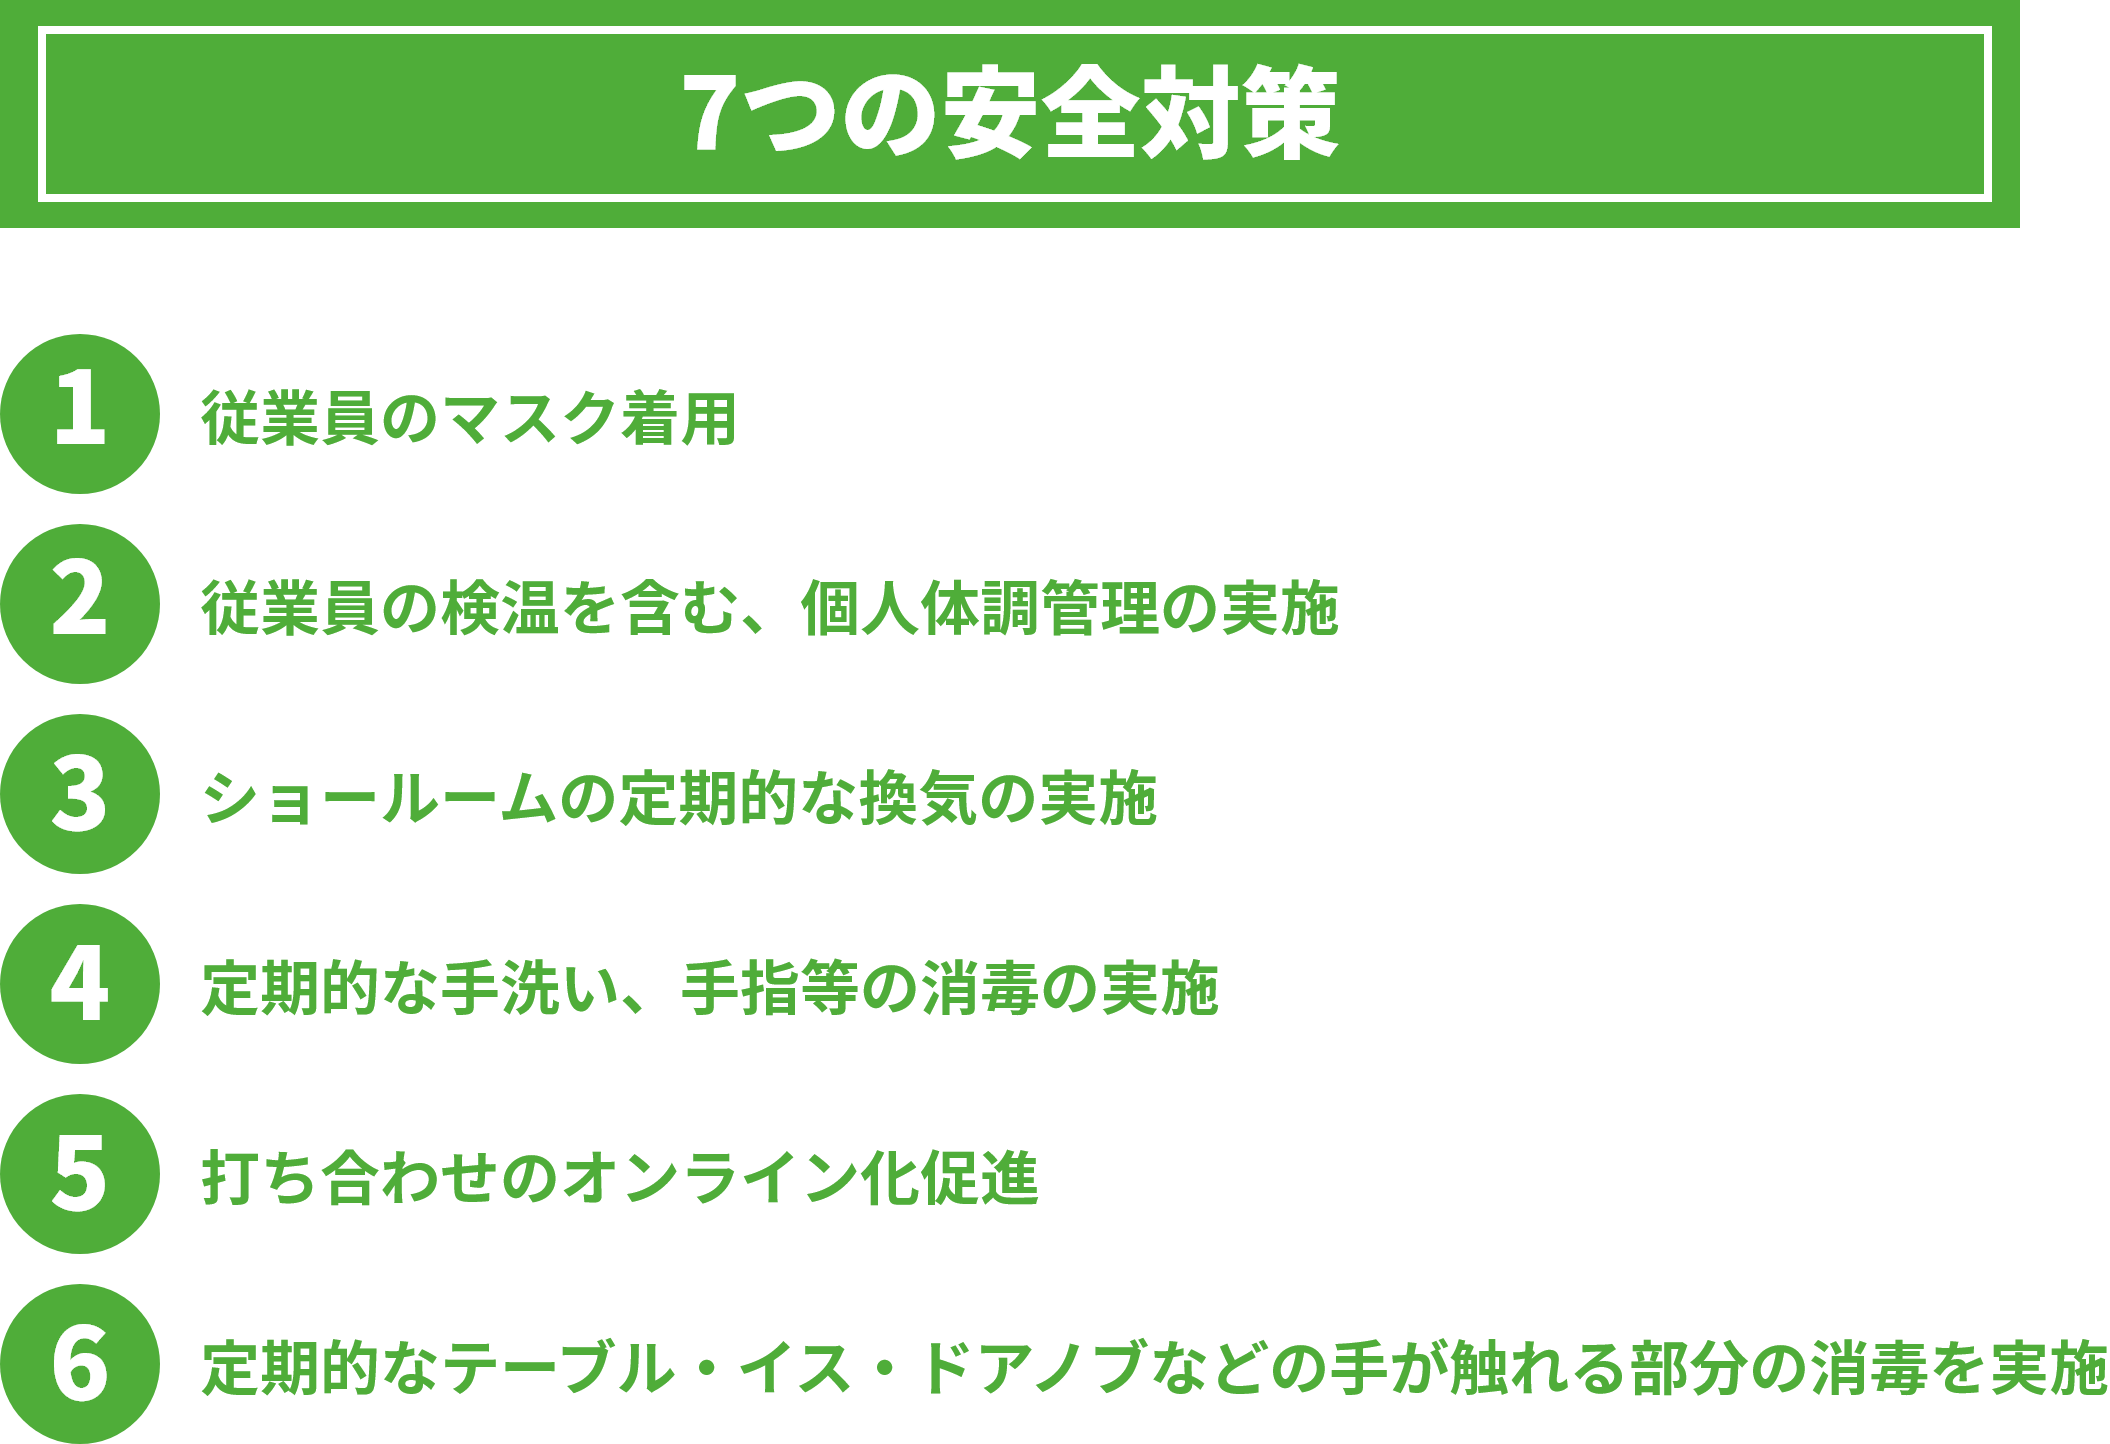 7つの安全対策
1 従業員のマスク着用
2 従業員の検温を含む、個人体調管理の実施
3 ショールームの定期的な換気の実施
4 定期的な手洗い、手指等の消毒の実施
5 打ち合わせのオンライン化促進
6 定期的なテーブル・イス・ドアノブなどの手が触れる部分の消毒を実施